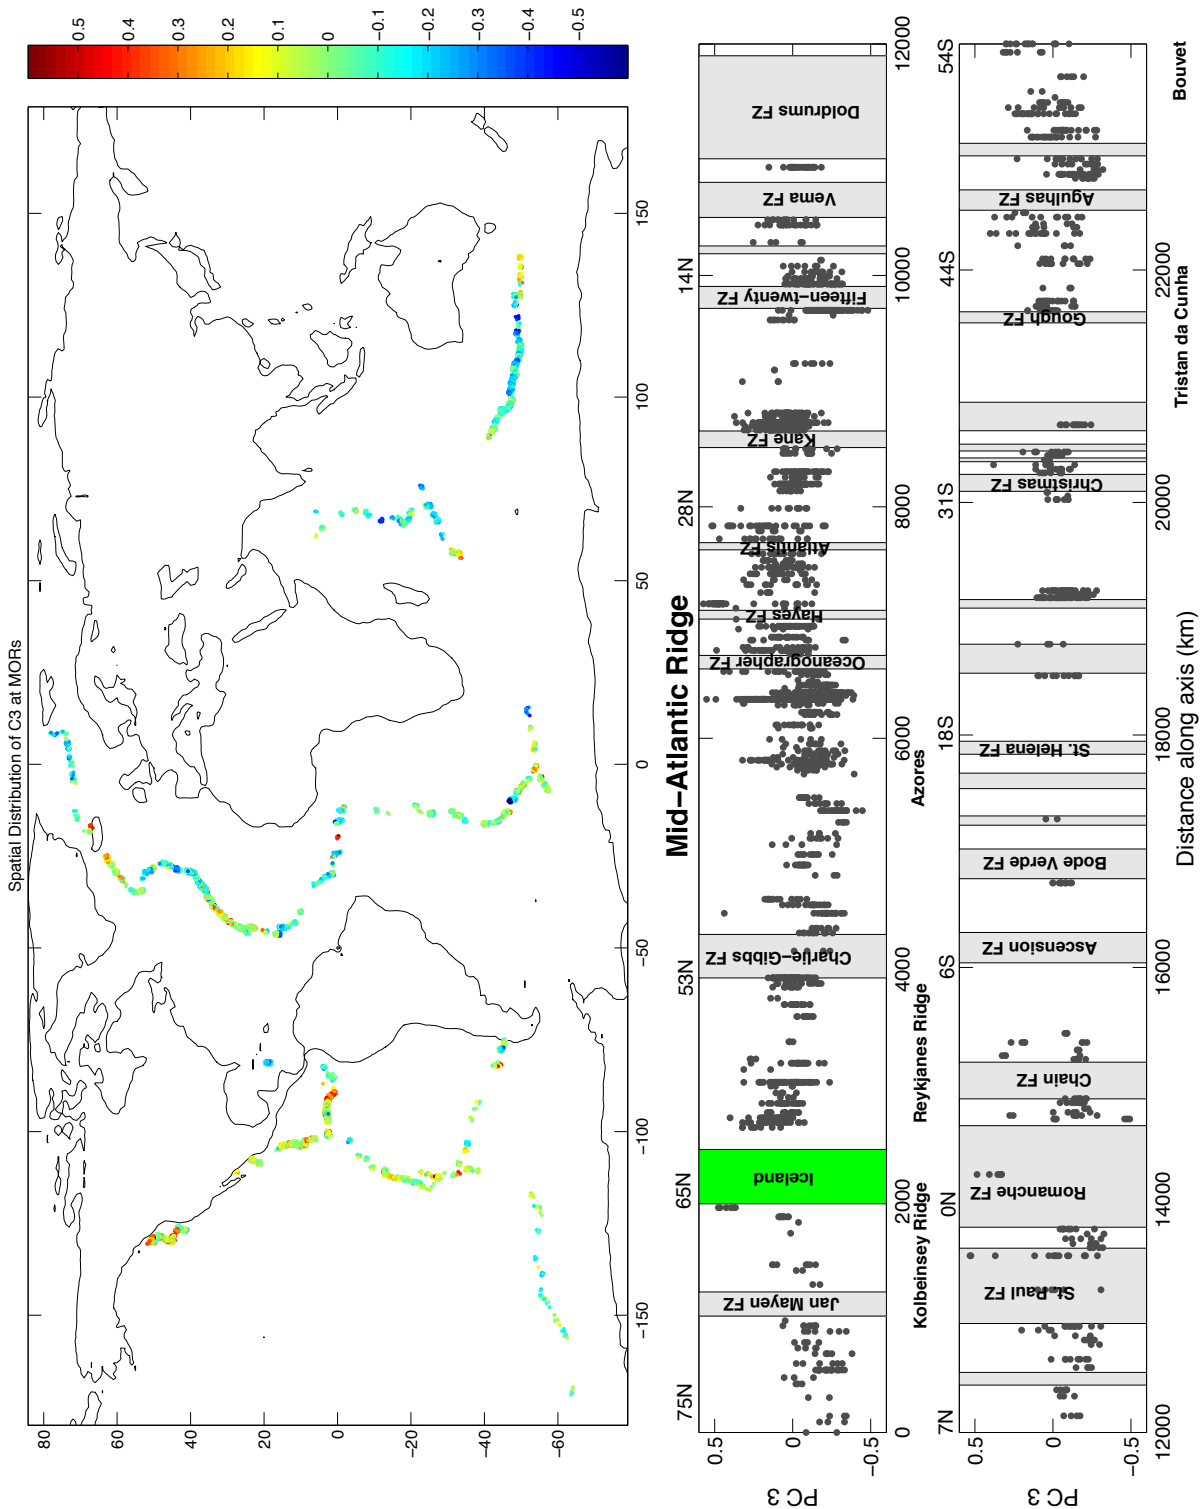 Spatial Distribution of C3 at MORs
80
60
40
20
0
−20
−40
−60
−150
−100
−50
0
50
100
150
0.5
0.4
0.3
0.2
0.1
0
−0.1
−0.2
−0.3
−0.4
−0.5
Mid−Atlantic Ridge
75N
65N
53N
28N
14N
PC 3
0.5
0
−0.5
Jan Mayen FZ
Iceland
Charlie−Gibbs FZ
Oceanographer FZ
Hayes FZ
Atlantis FZ
Kane FZ
Fifteen−twenty FZ
Vema FZ
Doldrums FZ
0
2000
4000
6000
8000
10000
12000
Kolbeinsey Ridge
Reykjanes Ridge
Azores
7N
0N
6S
18S
31S
44S
54S
PC 3
0.5
0
−0.5
St. Paul FZ
Romanche FZ
Chain FZ
Ascension FZ
Bode Verde FZ
St. Helena FZ
Christmas FZ
Gough FZ
Agulhas FZ
12000
14000
16000
18000
20000
22000
Tristan da Cunha
Bouvet
Distance along axis (km)